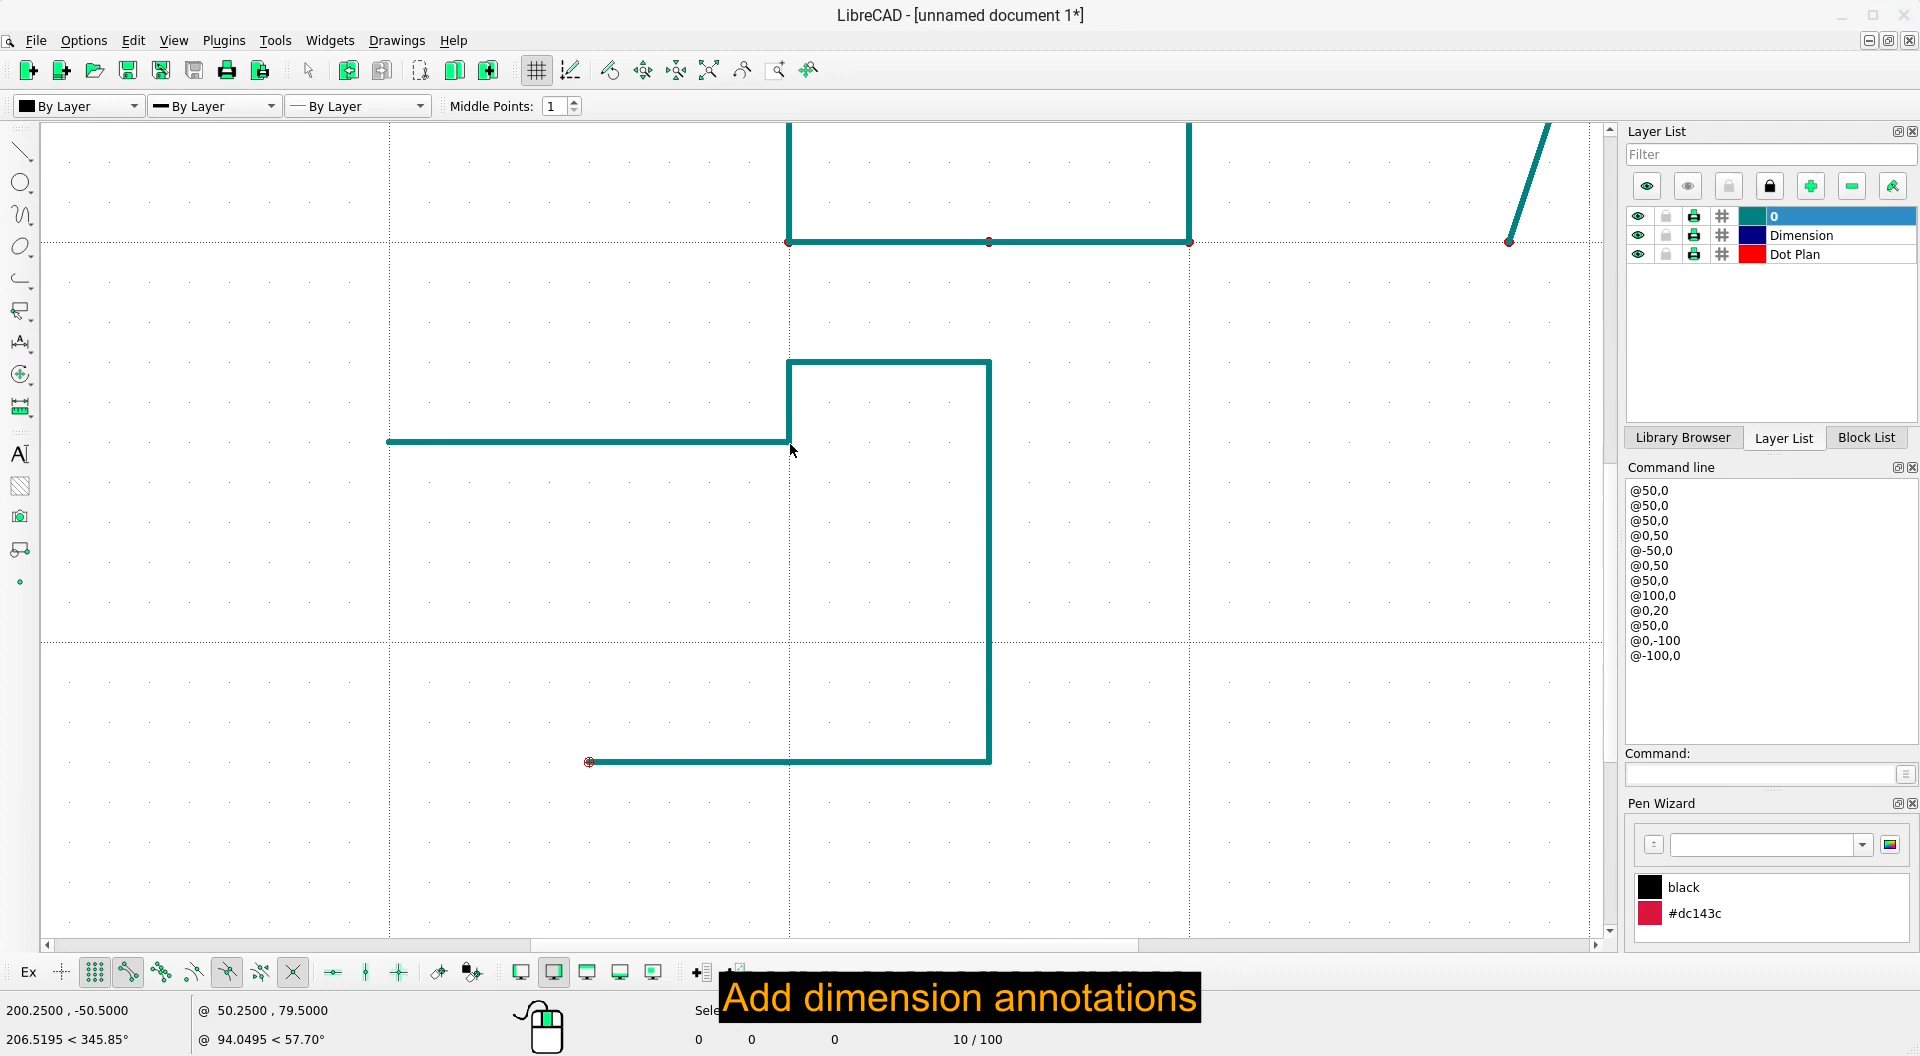 LibreCAD - [unnamed document 1*]
File Options Edit View Plugins Tools Widgets Drawings Help
By Layer By Layer By Layer Middle Points: 1
Layer List
Filter
0
Dimension
Dot Plan
Library Browser Layer List Block List
Command line
@50,0
@50,0
@50,0
@0,50
@-50,0
@0,50
@50,0
@100,0
@0,20
@50,0
@0,-100
@-100,0
Command:
Pen Wizard
black
#dc143c
Ex
Add dimension annotations
200.2500 , -50.5000 @ 50.2500 , 79.5000
206.5195 < 345.85° @ 94.0495 < 57.70° 0 0 0 10 / 100